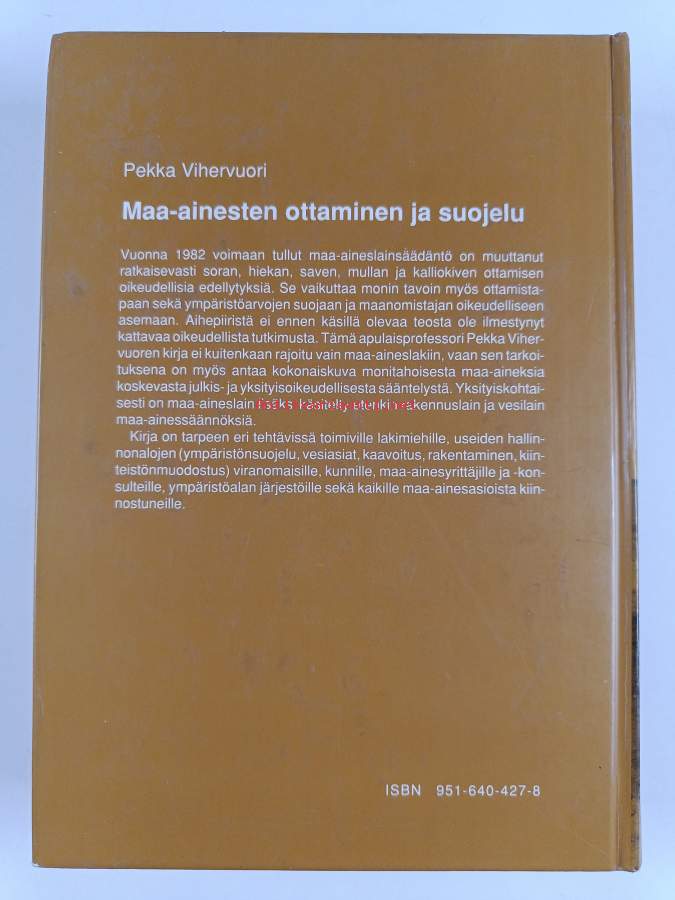 Pekka Vihervuori
Maa-ainesten ottaminen ja suojelu
Vuonna 1982 voimaan tullut maa-aineslainsäädäntö on muuttanut
ratkaisevasti soran, hiekan, saven, mullan ja kalliokiven ottamisen
oikeudellisia edellytyksiä. Se vaikuttaa monin tavoin myös ottamista-
paan sekä ympäristöarvojen suojaan ja maanomistajan oikeudelliseen
asemaan. Aihepiiristä ei ennen käsillä olevaa teosta ole ilmestynyt
kattavaa oikeudellista tutkimusta. Tämä apulaisprofessori Pekka Viher-
vuoren kirja ei kuitenkaan rajoitu vain maa-aineslakiin, vaan sen tarkoi-
tuksena on myös antaa kokonaiskuva monitahoisesta maa-aineksia
koskevasta julkis- ja yksityisoikeudellisesta sääntelystä. Yksityiskohtai-
sesti on maa-aineslain lisäksi käsitelty rakennuslain ja vesilain
maa-ainessäännöksiä.
Kirja on tarpeen eri tehtävissä toimiville lakimiehille, useiden hallin-
nonalojen (ympäristönsuojelu, vesiasiat, kaavoitus, rakentaminen, kiin-
teistönmuodostus) viranomaisille, kunnille, maa-ainesyrittäjille ja -kon-
sulteille, ympäristöalan järjestöille sekä kaikille maa-ainesasioista kiin-
nostuneille.
ISBN 951-640-427-8